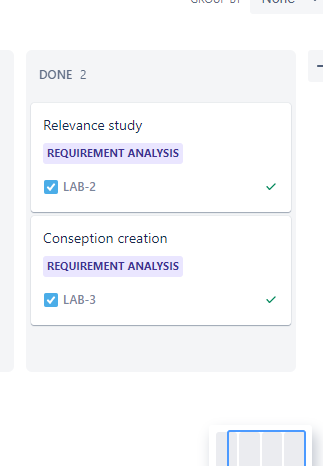 GROUP BY None
DONE 2
Relevance study
REQUIREMENT ANALYSIS
LAB-2
Conseption creation
REQUIREMENT ANALYSIS
LAB-3